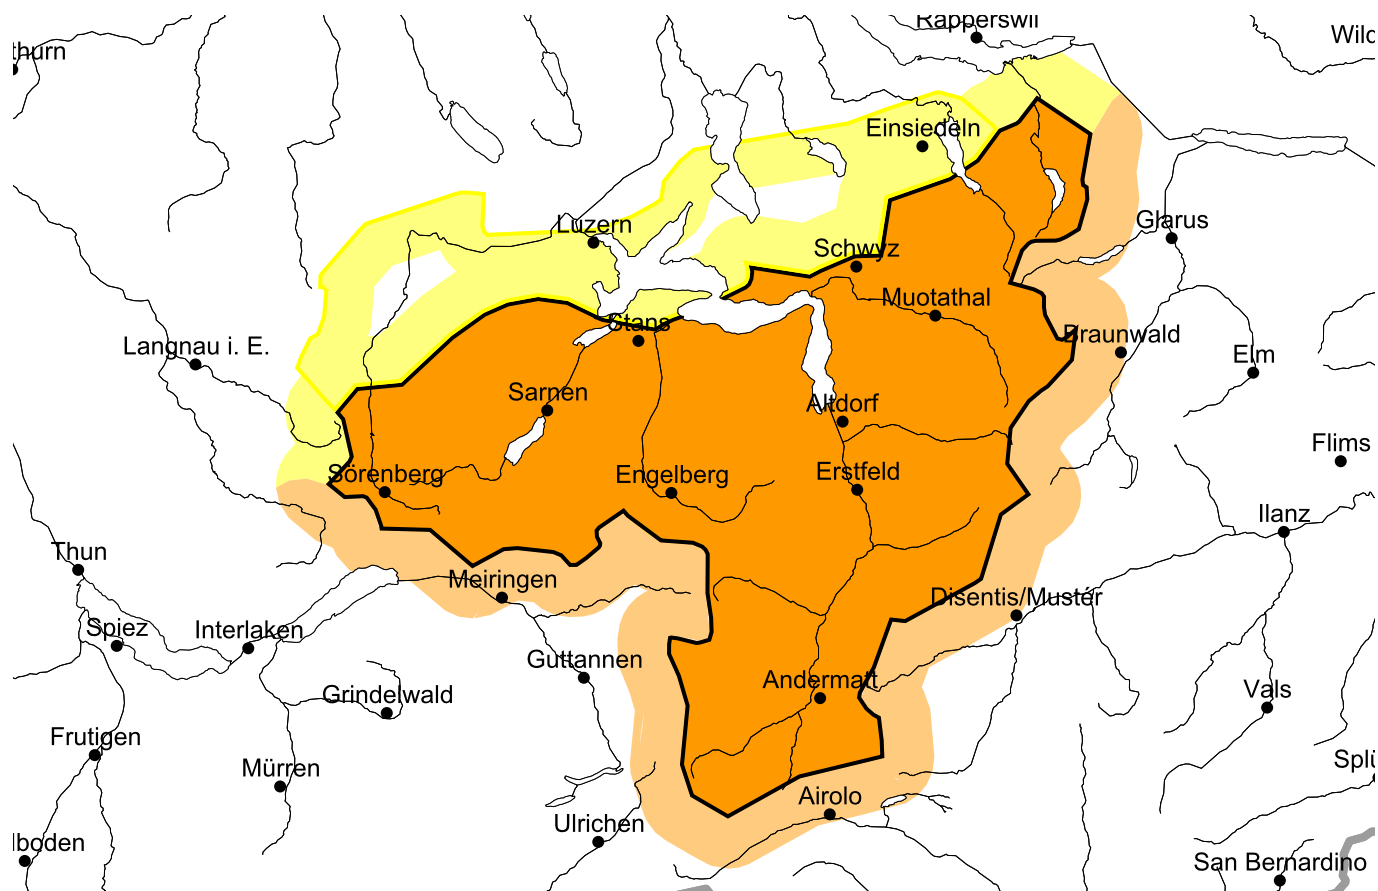 Rapperswil
thurn
Wild
Einsiedeln
Luzern
Glarus
Schwyz
Muotathal
Stans
Braunwald
Langnau i. E.
Elm
Sarnen
Altdorf
Flims
Sörenberg
Engelberg
Erstfeld
Ilanz
Thun
Meiringen
Disentis/Mustér
Spiez
Interlaken
Guttannen
Andermatt
Vals
Grindelwald
Frutigen
Mürren
Splü
Airolo
Ulrichen
lboden
San Bernardino